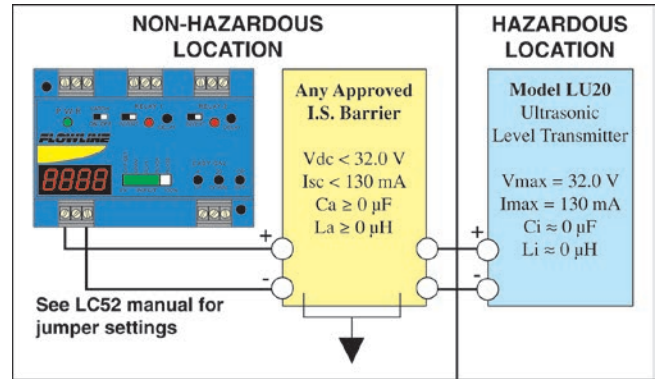 NON-HAZARDOUS
LOCATION
HAZARDOUS
LOCATION
FLOWLINE
8888
Any Approved
I.S. Barrier
Vdc < 32.0 V
Isc < 130 mA
Ca ≥ 0 µF
La ≥ 0 µH
Model LU20
Ultrasonic
Level Transmitter
Vmax = 32.0 V
Imax = 130 mA
Ci ≈ 0 µF
Li ≈ 0 µH
+
-
+
-
See LC52 manual for
jumper settings